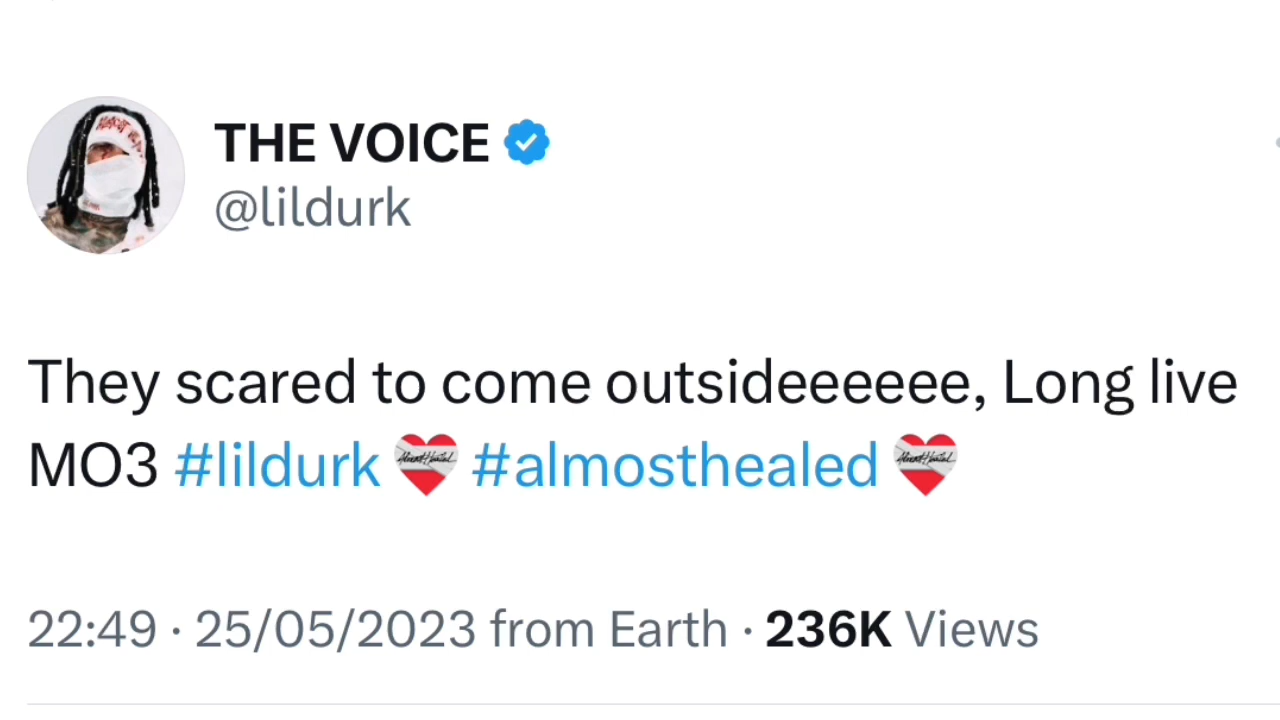 THE VOICE
@lildurk
They scared to come outsideeeeee, Long live
MO3 #lildurk #almosthealed
22:49 · 25/05/2023 from Earth · 236K Views